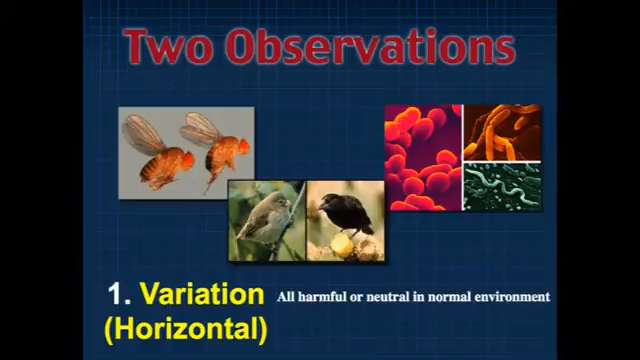 Two Observations
1. Variation
(Horizontal)
All harmful or neutral in normal environment